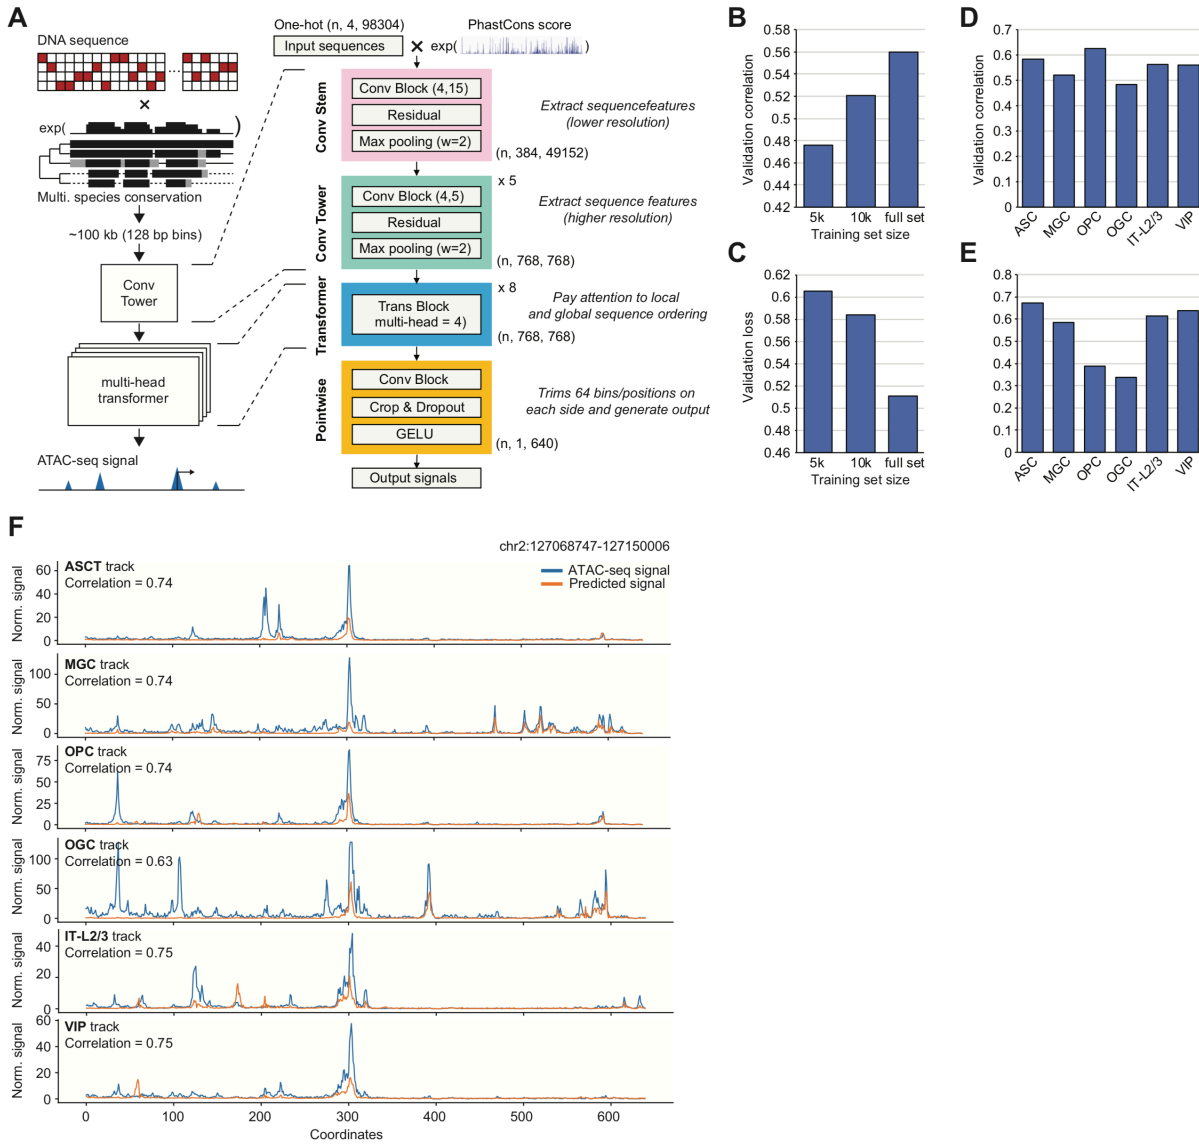 A
DNA sequence
×
exp( )
Multi. species conservation
~100 kb (128 bp bins)
Conv
Tower
multi-head
transformer
ATAC-seq signal
One-hot (n, 4, 98304)
PhastCons score
Input sequences × exp( )
Conv Stem
Conv Block (4,15)
Residual
Max pooling (w=2)
Extract sequencefeatures
(lower resolution)
(n, 384, 49152)
Conv Tower
x 5
Conv Block (4,5)
Residual
Max pooling (w=2)
Extract sequence features
(higher resolution)
(n, 768, 768)
Transformer
x 8
Trans Block
multi-head = 4)
Pay attention to local
and global sequence ordering
(n, 768, 768)
Pointwise
Conv Block
Crop & Dropout
GELU
Trims 64 bins/positions on
each side and generate output
(n, 1, 640)
Output signals
B
Validation correlation
0.58
0.56
0.54
0.52
0.5
0.48
0.46
0.44
0.42
5k 10k full set
Training set size
C
Validation loss
0.62
0.6
0.58
0.56
0.54
0.52
0.5
0.48
0.46
5k 10k full set
Training set size
D
Validation correlation
0.7
0.6
0.5
0.4
0.3
0.2
0.1
0
ASC MGC OPC OGC IT-L2/3 VIP
E
Validation correlation
0.8
0.7
0.6
0.5
0.4
0.3
0.2
0.1
0
ASC MGC OPC OGC IT-L2/3 VIP
F
chr2:127068747-127150006
ATAC-seq signal
Predicted signal
ASCT track
Correlation = 0.74
Norm. signal
60
40
20
0
MGC track
Correlation = 0.74
Norm. signal
100
50
0
OPC track
Correlation = 0.74
Norm. signal
75
50
25
0
OGC track
Correlation = 0.63
Norm. signal
100
50
0
IT-L2/3 track
Correlation = 0.75
Norm. signal
40
20
0
VIP track
Correlation = 0.75
Norm. signal
60
40
20
0
0 100 200 300 400 500 600
Coordinates